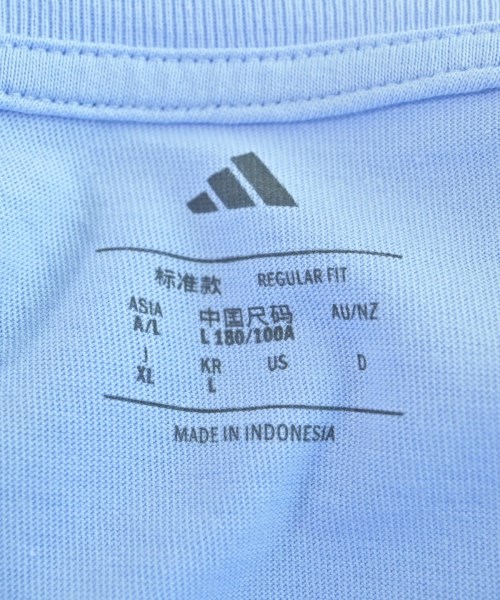 标准款 REGULAR FIT
ASIA 中国尺码 AU/NZ
A/L L 180/100A
J KR US D
XL L
MADE IN INDONESIA